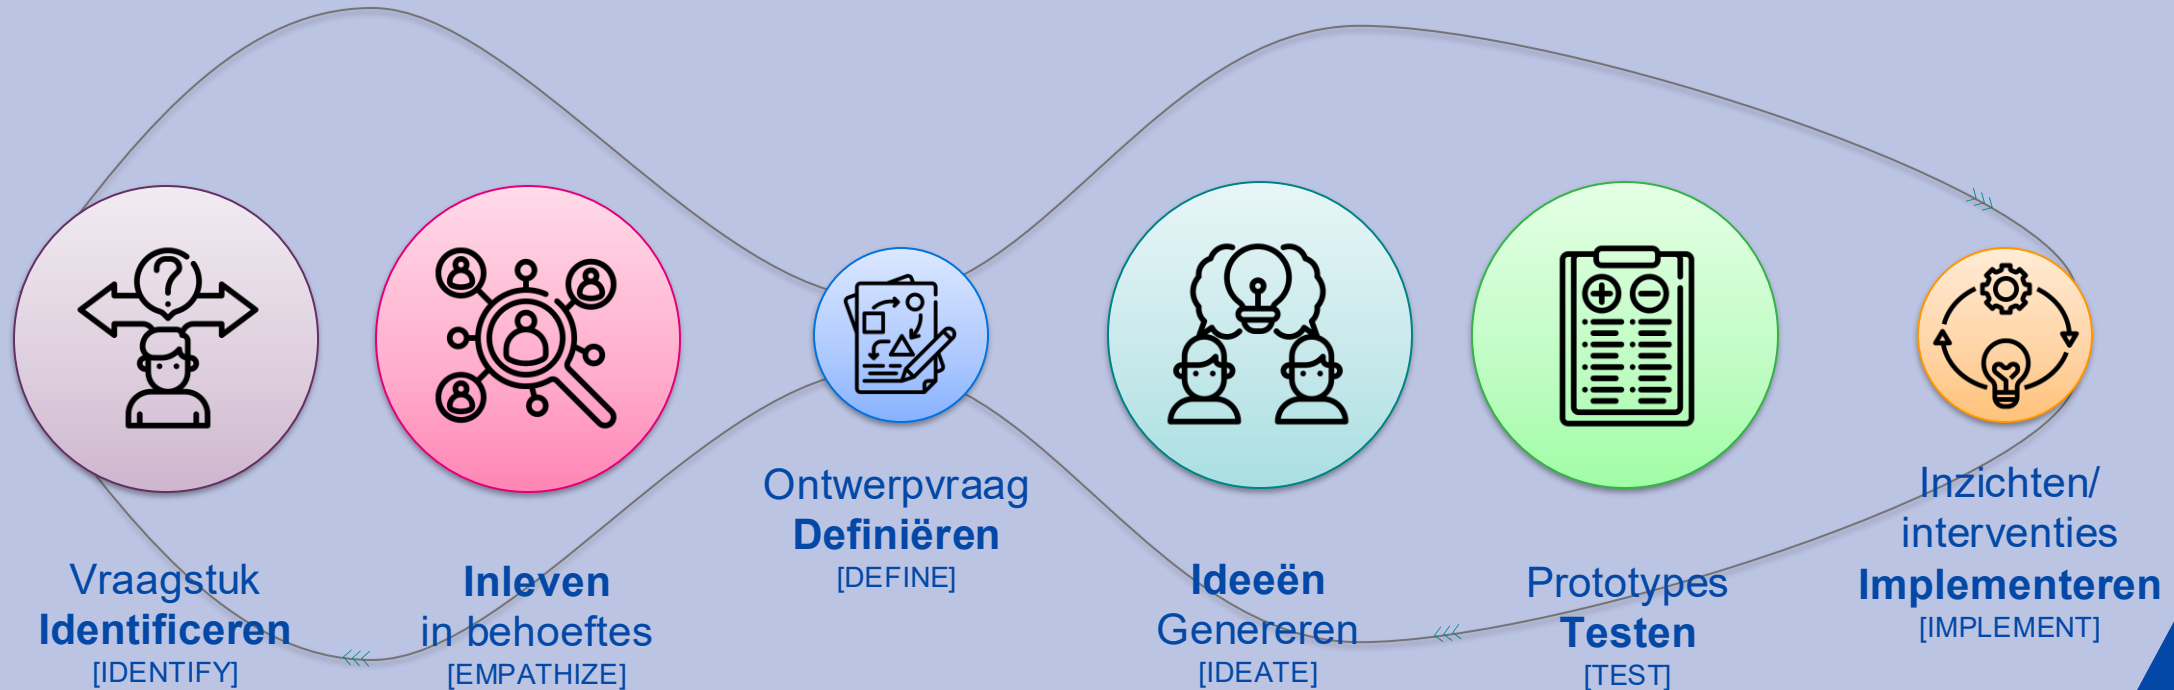 Vraagstuk
Identificeren
[IDENTIFY]
Inleven
in behoeftes
[EMPATHIZE]
Ontwerpvraag
Definiëren
[DEFINE]
Ideeën
Genereren
[IDEATE]
Prototypes
Testen
[TEST]
Inzichten/
interventies
Implementeren
[IMPLEMENT]